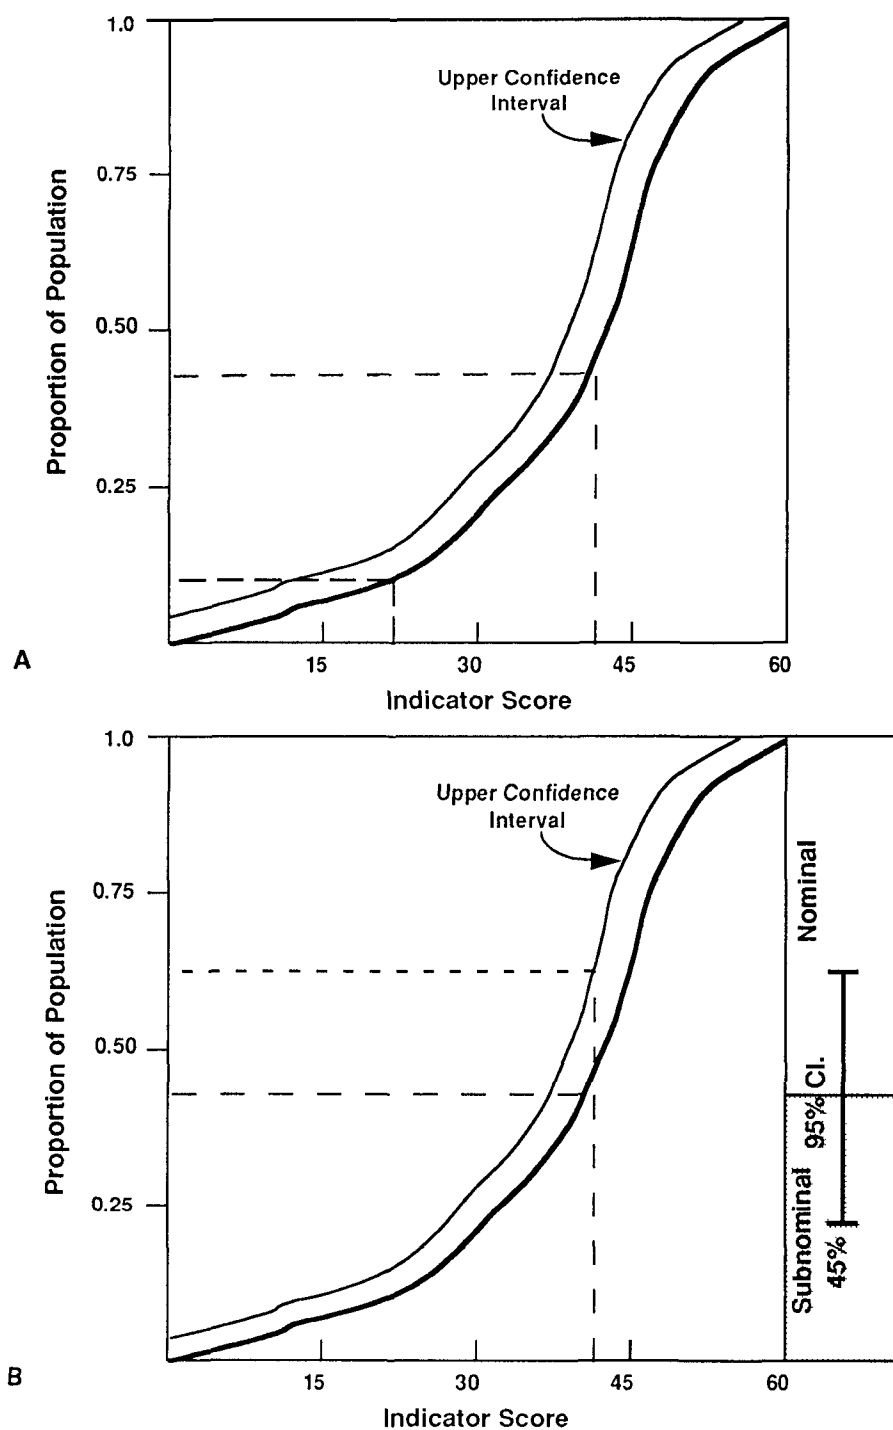 1.0
Upper Confidence
Interval
0.75
Proportion of Population
0.50
0.25
A
15
30
45
60
Indicator Score
1.0
Upper Confidence
Interval
0.75
Proportion of Population
0.50
0.25
Nominal
95% CI.
Subnominal
45%
B
15
30
45
60
Indicator Score